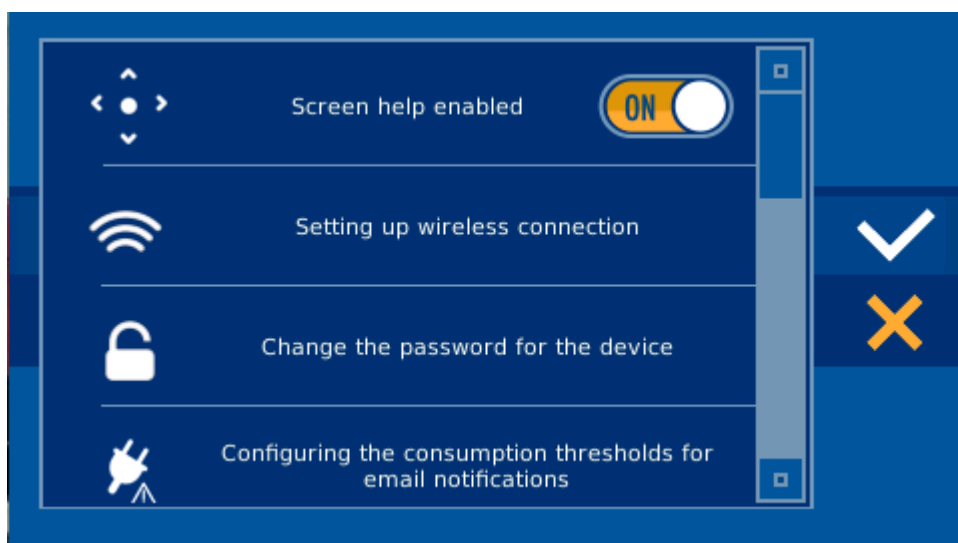 Screen help enabled
ON
Setting up wireless connection
Change the password for the device
Configuring the consumption thresholds for
email notifications